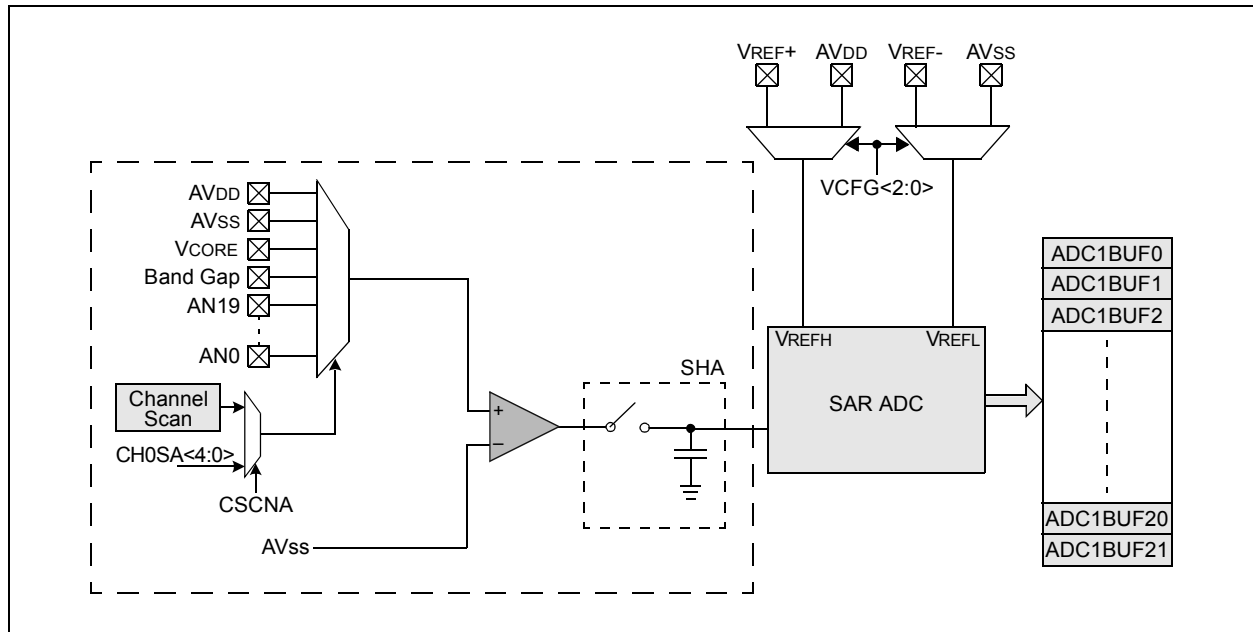 VREF+ AVDD VREF- AVSS
VCFG<2:0>
AVDD
AVSS
VCORE
Band Gap
AN19
AN0
Channel
Scan
CH0SA<4:0>
CSCNA
AVss
+
–
SHA
VREFH VREFL
SAR ADC
ADC1BUF0
ADC1BUF1
ADC1BUF2
ADC1BUF20
ADC1BUF21